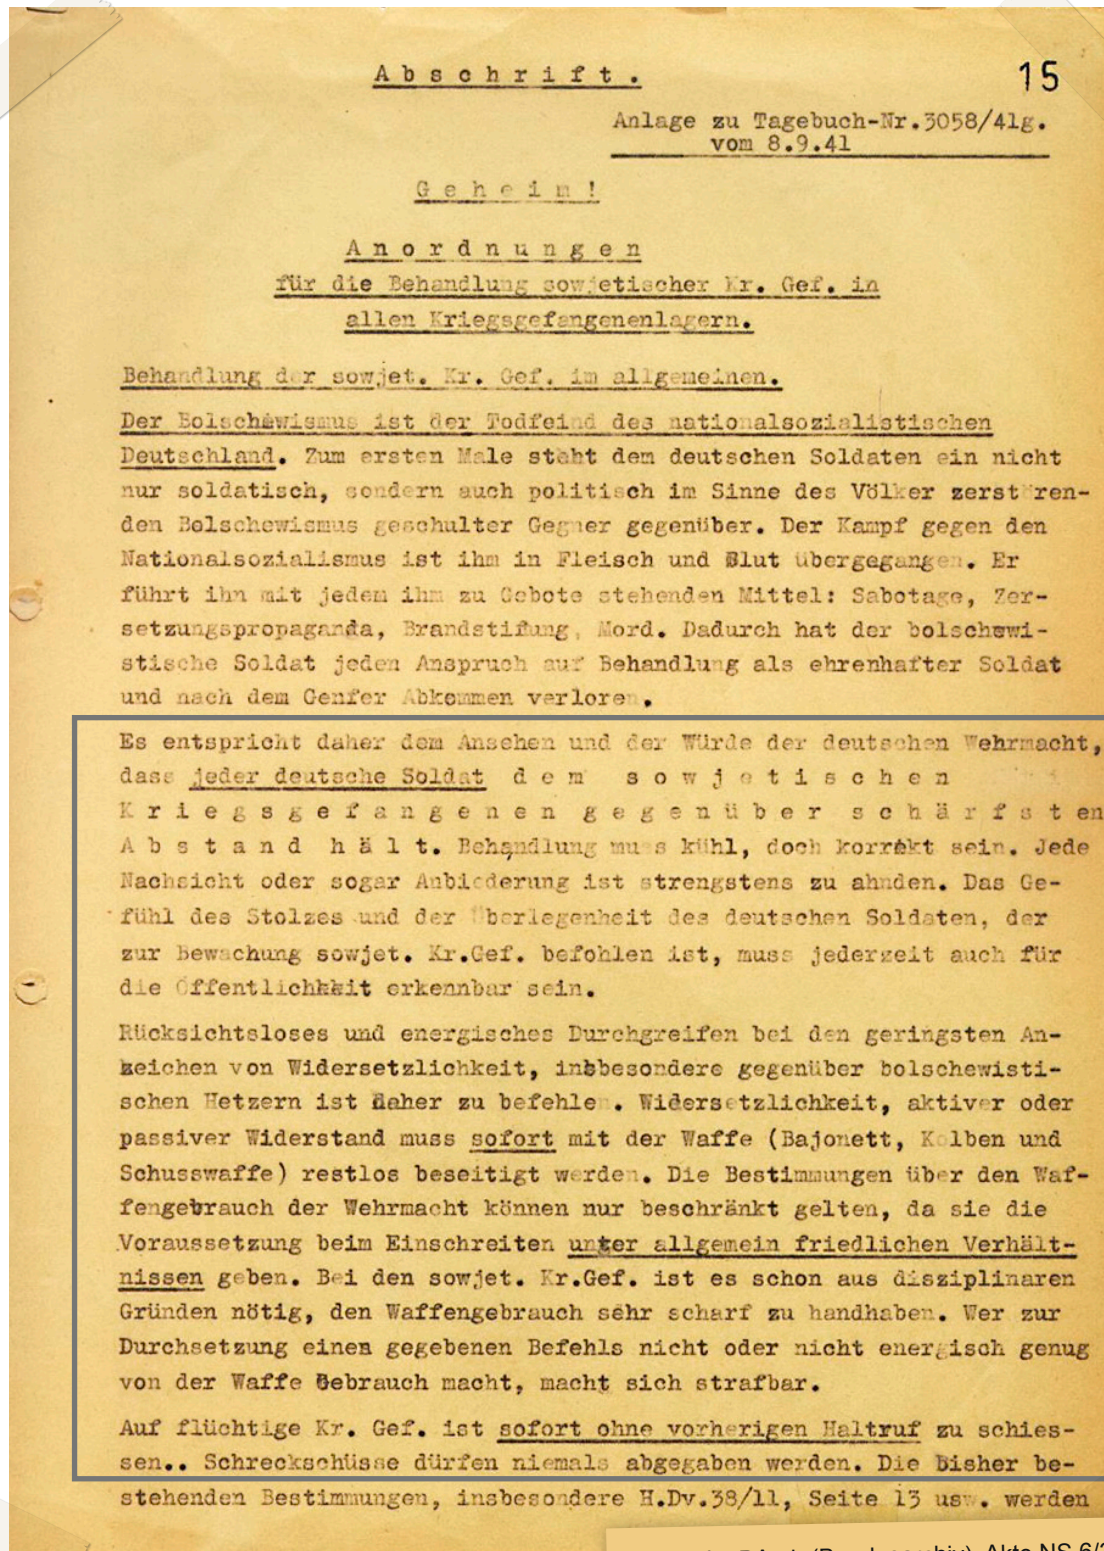 Abschrift.
15
Anlage zu Tagebuch-Nr.3058/41g.
vom 8.9.41
Geheim!
Anordnungen
für die Behandlung sowjetischer Kr. Gef. in
allen Kriegsgefangenenlagern.
Behandlung der sowjet. Kr. Gef. im allgemeinen.
Der Bolschewismus ist der Todfeind des nationalsozialistischen
Deutschland. Zum ersten Male steht dem deutschen Soldaten ein nicht
nur soldatisch, sondern auch politisch im Sinne des Völker zerstören-
den Bolschewismus geschulter Gegner gegenüber. Der Kampf gegen den
Nationalsozialismus ist ihm in Fleisch und Blut übergegangen. Er
führt ihn mit jedem ihm zu Gebote stehenden Mittel: Sabotage, Zer-
setzungspropaganda, Brandstiftung, Mord. Dadurch hat der bolschewi-
stische Soldat jeden Anspruch auf Behandlung als ehrenhafter Soldat
und nach dem Genfer Abkommen verloren.
Es entspricht daher dem Ansehen und der Würde der deutschen Wehrmacht,
dass jeder deutsche Soldat dem sowjetischen
Kriegsgefangenen gegenüber schärfsten
Abstand hält. Behandlung muss kühl, doch korrekt sein. Jede
Nachsicht oder sogar Anbiederung ist strengstens zu ahnden. Das Ge-
fühl des Stolzes und der Überlegenheit des deutschen Soldaten, der
zur Bewachung sowjet. Kr.Gef. befohlen ist, muss jederzeit auch für
die Öffentlichkeit erkennbar sein.
Rücksichtsloses und energisches Durchgreifen bei den geringsten An-
zeichen von Widersetzlichkeit, insbesondere gegenüber bolschewisti-
schen Hetzern ist daher zu befehlen. Widersetzlichkeit, aktiver oder
passiver Widerstand muss sofort mit der Waffe (Bajonett, Kolben und
Schusswaffe) restlos beseitigt werden. Die Bestimmungen über den Waf-
fengebrauch der Wehrmacht können nur beschränkt gelten, da sie die
Voraussetzung beim Einschreiten unter allgemein friedlichen Verhält-
nissen geben. Bei den sowjet. Kr.Gef. ist es schon aus disziplinaren
Gründen nötig, den Waffengebrauch sehr scharf zu handhaben. Wer zur
Durchsetzung eines gegebenen Befehls nicht oder nicht energisch genug
von der Waffe Gebrauch macht, macht sich strafbar.
Auf flüchtige Kr. Gef. ist sofort ohne vorherigen Haltruf zu schies-
sen.. Schreckschüsse dürfen niemals abgegaben werden. Die bisher be-
stehenden Bestimmungen, insbesondere H.Dv.38/11, Seite 13 usw. werden